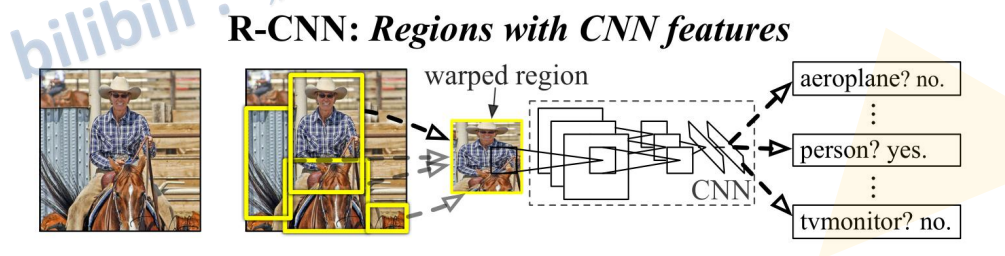 bilibili
R-CNN: Regions with CNN features
warped region
aeroplane? no.
person? yes.
CNN
tvmonitor? no.